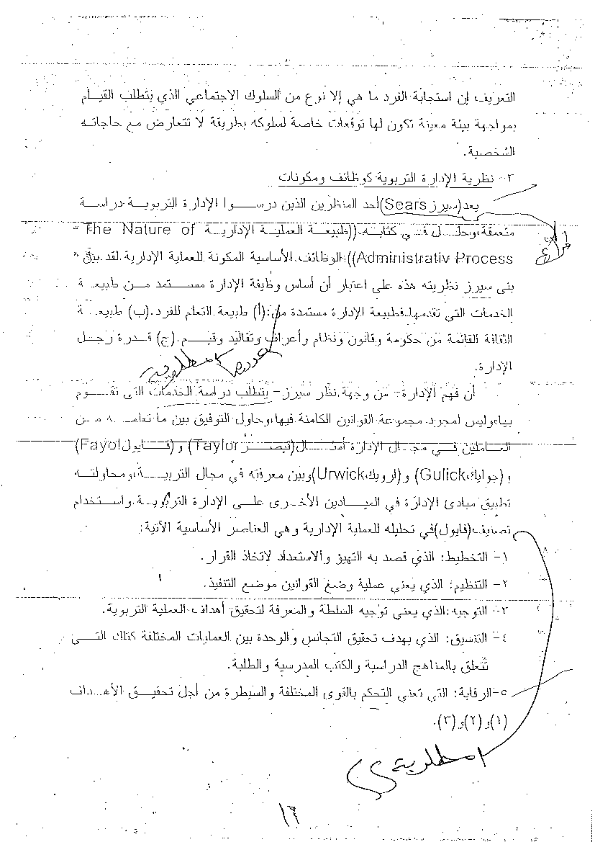 التعريف إن استجابة الفرد ما هي إلا نوع من السلوك الاجتماعي الذي يتطلب القيام
بمواجهة بيئة معينة تكون لها توقعات خاصة لسلوكه بطريقة لا تتعارض مع حاجاته
الشخصية.
٣- نظرية الإدارة التربوية كوظائف ومكونات
يعد(سيرز Sears)أحد المنظرين الذين درسوا الإدارة التربوية دراسة
متعمقة وحلل في كتابه ((طبيعة العملية الإدارية The Nature of
Administrativ Process)) الوظائف الأساسية المكونة للعملية الإدارية.لقد
بنى سيرز نظريته هذه على اعتبار أن أساس وظيفة الإدارة مستمد من طبيعة
الخدمات التي تقدمها فطبيعة الإدارة مستمدة من:(أ) طبيعة التعلم للفرد.(ب) طبيعة
الثقافة القائمة من حكومة وقانون ونظام وأعراف وتقاليد وقيم.(ج) قدرة رجل
الإدارة.
أن فهم الإدارة- من وجهة نظر سيرز- يتطلب دراسة الخدمات التي تقوم
بها وليس لمجرد مجموعة القوانين الكامنة فيها،وحاول التوفيق بين ما من
العاملين في مجال الإدارة أمثال Taylor) و(فايول Fayol)
و(جوليك Gulick) و(ارويك Urwick)وبين معرفته في مجال التربية،ومحاولته
تطبيق مبادئ الإدارة في الميادين الأخرى على الإدارة التربوية.واستخدام
تصنيف(فايول)في تحليله للعملية الإدارية وهي العناصر الأساسية الآتية:
١- التخطيط: الذي قصد به التهيؤ والاستعداد لاتخاذ القرار.
٢- التنظيم: الذي يعني عملية وضع القوانين موضع التنفيذ.
٣- التوجيه:الذي يعني توجيه السلطة والمعرفة لتحقيق أهداف العملية التربوية.
٤- التنسيق: الذي يهدف تحقيق التجانس والوحدة بين العمليات المختلفة كتلك التي
تتعلق بالمناهج الدراسية والكتب المدرسية والطلبة.
٥-الرقابة: التي تعني التحكم بالقوى المختلفة والسيطرة من أجل تحقيق الأهداف
(١)و(٢)و(٣).
مطلوبة
١٦